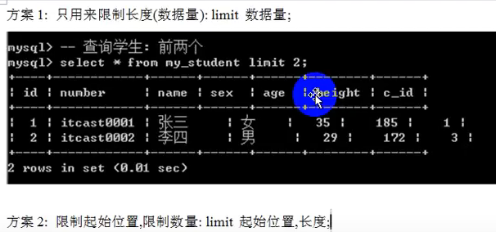 方案 1: 只用来限制长度(数据量): limit 数据量;
mysql> -- 查询学生: 前两个
mysql> select * from my_student limit 2;
+----+------------+------+-----+-----+--------+------+
| id | number | name | sex | age | height | c_id |
+----+------------+------+-----+-----+--------+------+
| 1 | itcast0001 | 张三 | 女 | 35 | 185 | 1 |
| 2 | itcast0002 | 李四 | 男 | 29 | 172 | 3 |
+----+------------+------+-----+-----+--------+------+
2 rows in set (0.01 sec)
方案 2: 限制起始位置,限制数量: limit 起始位置,长度;